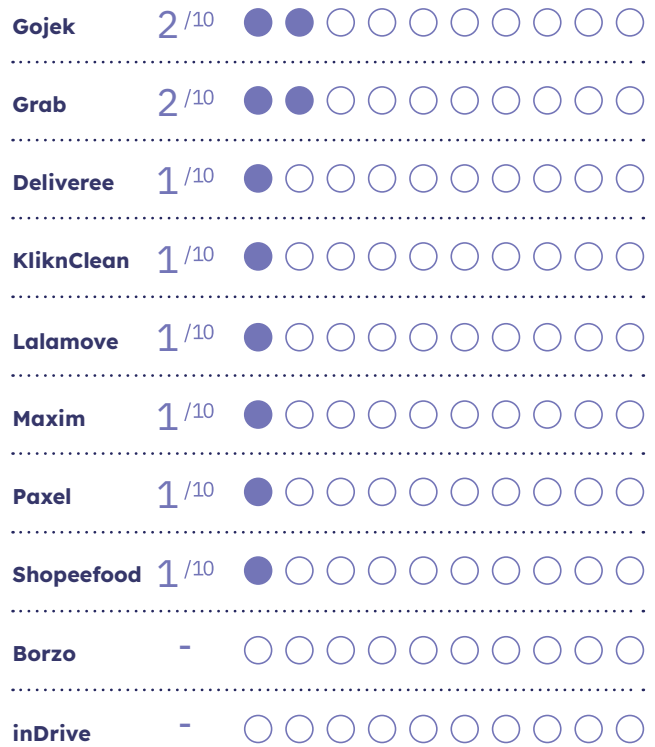 Gojek 2 /10
Grab 2 /10
Deliveree 1 /10
KliknClean 1 /10
Lalamove 1 /10
Maxim 1 /10
Paxel 1 /10
Shopeefood 1 /10
Borzo -
inDrive -